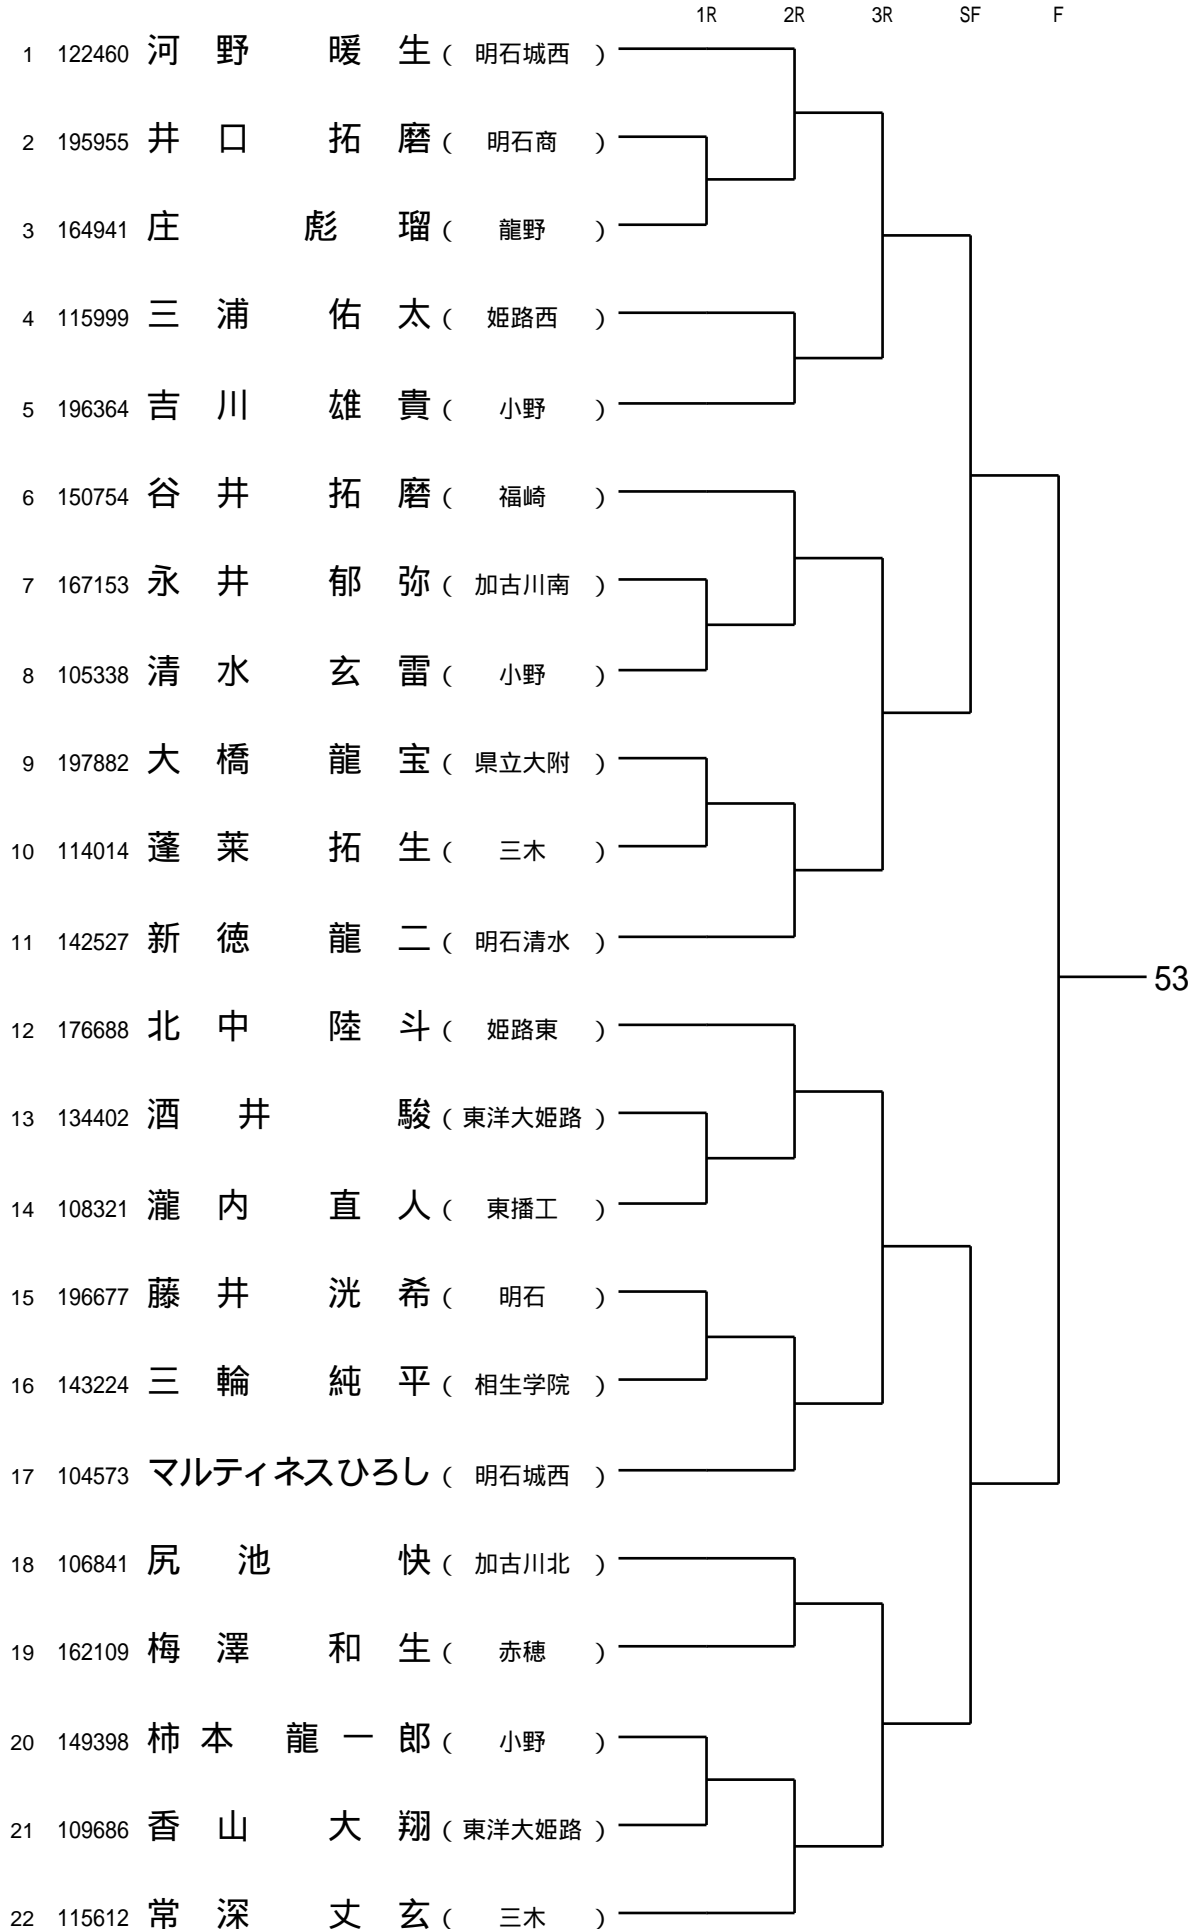 1R 2R 3R SF F
1 122460 河野 暖生 ( 明石城西 )
2 195955 井口 拓磨 ( 明石商 )
3 164941 庄 彪瑠 ( 龍野 )
4 115999 三浦 佑太 ( 姫路西 )
5 196364 吉川 雄貴 ( 小野 )
6 150754 谷井 拓磨 ( 福崎 )
7 167153 永井 郁弥 ( 加古川南 )
8 105338 清水 玄雷 ( 小野 )
9 197882 大橋 龍宝 ( 県立大附 )
10 114014 蓬莱 拓生 ( 三木 )
11 142527 新徳 龍二 ( 明石清水 )
53
12 176688 北中 陸斗 ( 姫路東 )
13 134402 酒井 駿 ( 東洋大姫路 )
14 108321 瀧内 直人 ( 東播工 )
15 196677 藤井 洸希 ( 明石 )
16 143224 三輪 純平 ( 相生学院 )
17 104573 マルティネスひろし ( 明石城西 )
18 106841 尻池 快 ( 加古川北 )
19 162109 梅澤 和生 ( 赤穂 )
20 149398 柿本 龍一郎 ( 小野 )
21 109686 香山 大翔 ( 東洋大姫路 )
22 115612 常深 丈玄 ( 三木 )